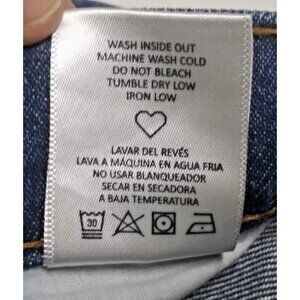 WASH INSIDE OUT
MACHINE WASH COLD
DO NOT BLEACH
TUMBLE DRY LOW
IRON LOW
LAVAR DEL REVÉS
LAVA A MÁQUINA EN AGUA FRIA
NO USAR BLANQUEADOR
SECAR EN SECADORA
A BAJA TEMPERATURA
30